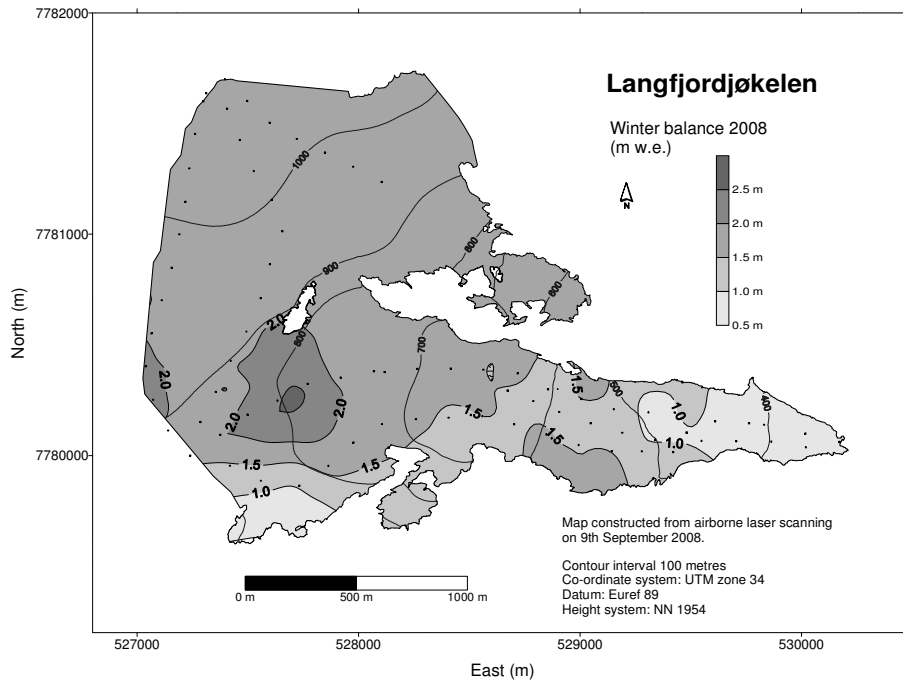 7782000
Langfjordjøkelen
Winter balance 2008
(m w.e.)
N
2.5 m
2.0 m
1.5 m
1.0 m
0.5 m
1000
7781000
800
900
600
North (m)
2.0
800
700
2.0
1.5
500
400
2.0
2.0
1.5
1.0
1.5
1.0
7780000
1.5
1.5
1.0
Map constructed from airborne laser scanning
on 9th September 2008.
Contour interval 100 metres
Co-ordinate system: UTM zone 34
Datum: Euref 89
Height system: NN 1954
0 m
500 m
1000 m
527000
528000
529000
530000
East (m)